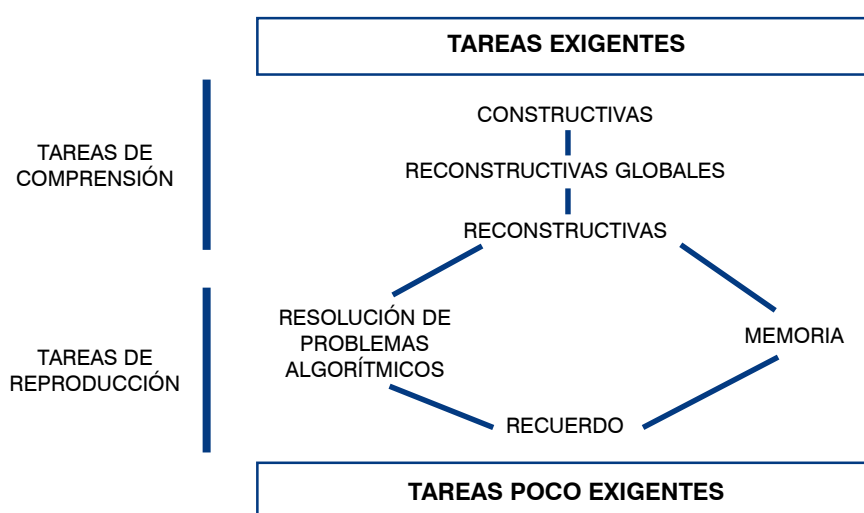 TAREAS EXIGENTES
CONSTRUCTIVAS
TAREAS DE
COMPRENSIÓN
RECONSTRUCTIVAS GLOBALES
RECONSTRUCTIVAS
RESOLUCIÓN DE
PROBLEMAS
ALGORÍTMICOS
MEMORIA
TAREAS DE
REPRODUCCIÓN
RECUERDO
TAREAS POCO EXIGENTES